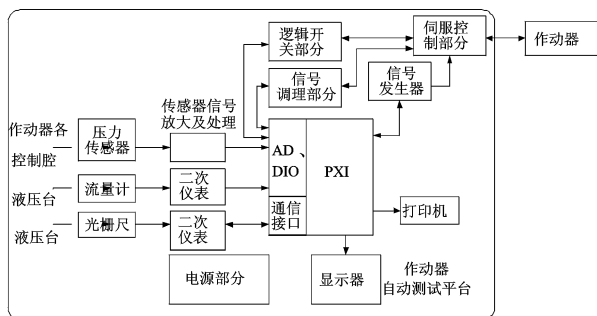 逻辑开
关部分
伺服控
制部分
作动器
信号
调理部分
信号
发生器
传感器信号
放大及处理
作动器各
控制腔
压力
传感器
AD、
DIO
PXI
液压台
流量计
二次
仪表
通信
接口
打印机
液压台
光栅尺
二次
仪表
电源部分
显示器
作动器
自动测试平台